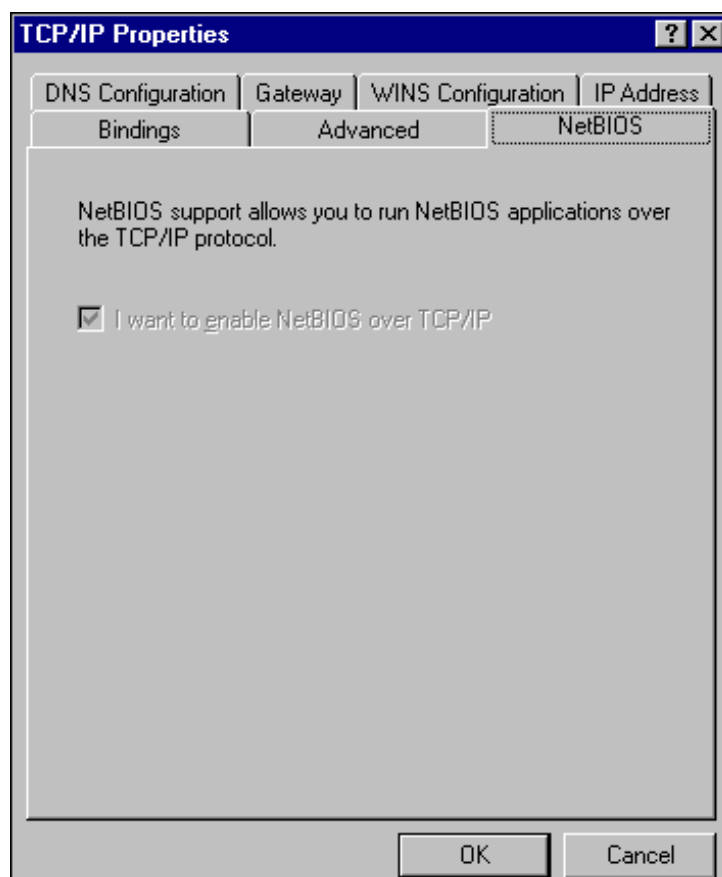 TCP/IP Properties
DNS Configuration Gateway WINS Configuration IP Address
Bindings Advanced NetBIOS
NetBIOS support allows you to run NetBIOS applications over
the TCP/IP protocol.
I want to enable NetBIOS over TCP/IP
OK Cancel